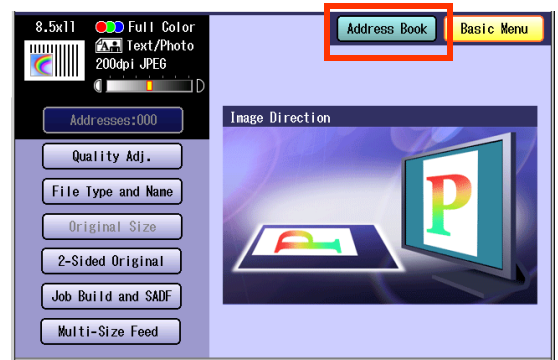 8.5x11 Full Color
A Text/Photo
200dpi JPEG
Address Book
Basic Menu
Addresses:000
Quality Adj.
File Type and Name
Original Size
2-Sided Original
Job Build and SADF
Multi-Size Feed
Image Direction
P
P